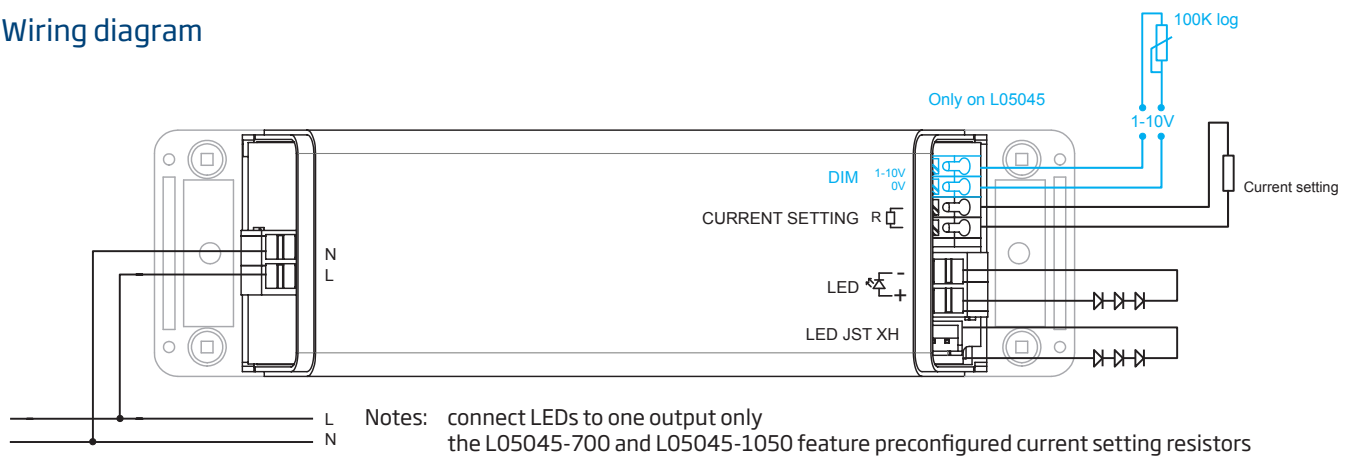 Wiring diagram
100K log
Only on L05045
1-10V
DIM 1-10V
0V
CURRENT SETTING R
Current setting
N
L
LED - +
LED JST XH
L
N
Notes: connect LEDs to one output only
the L05045-700 and L05045-1050 feature preconfigured current setting resistors